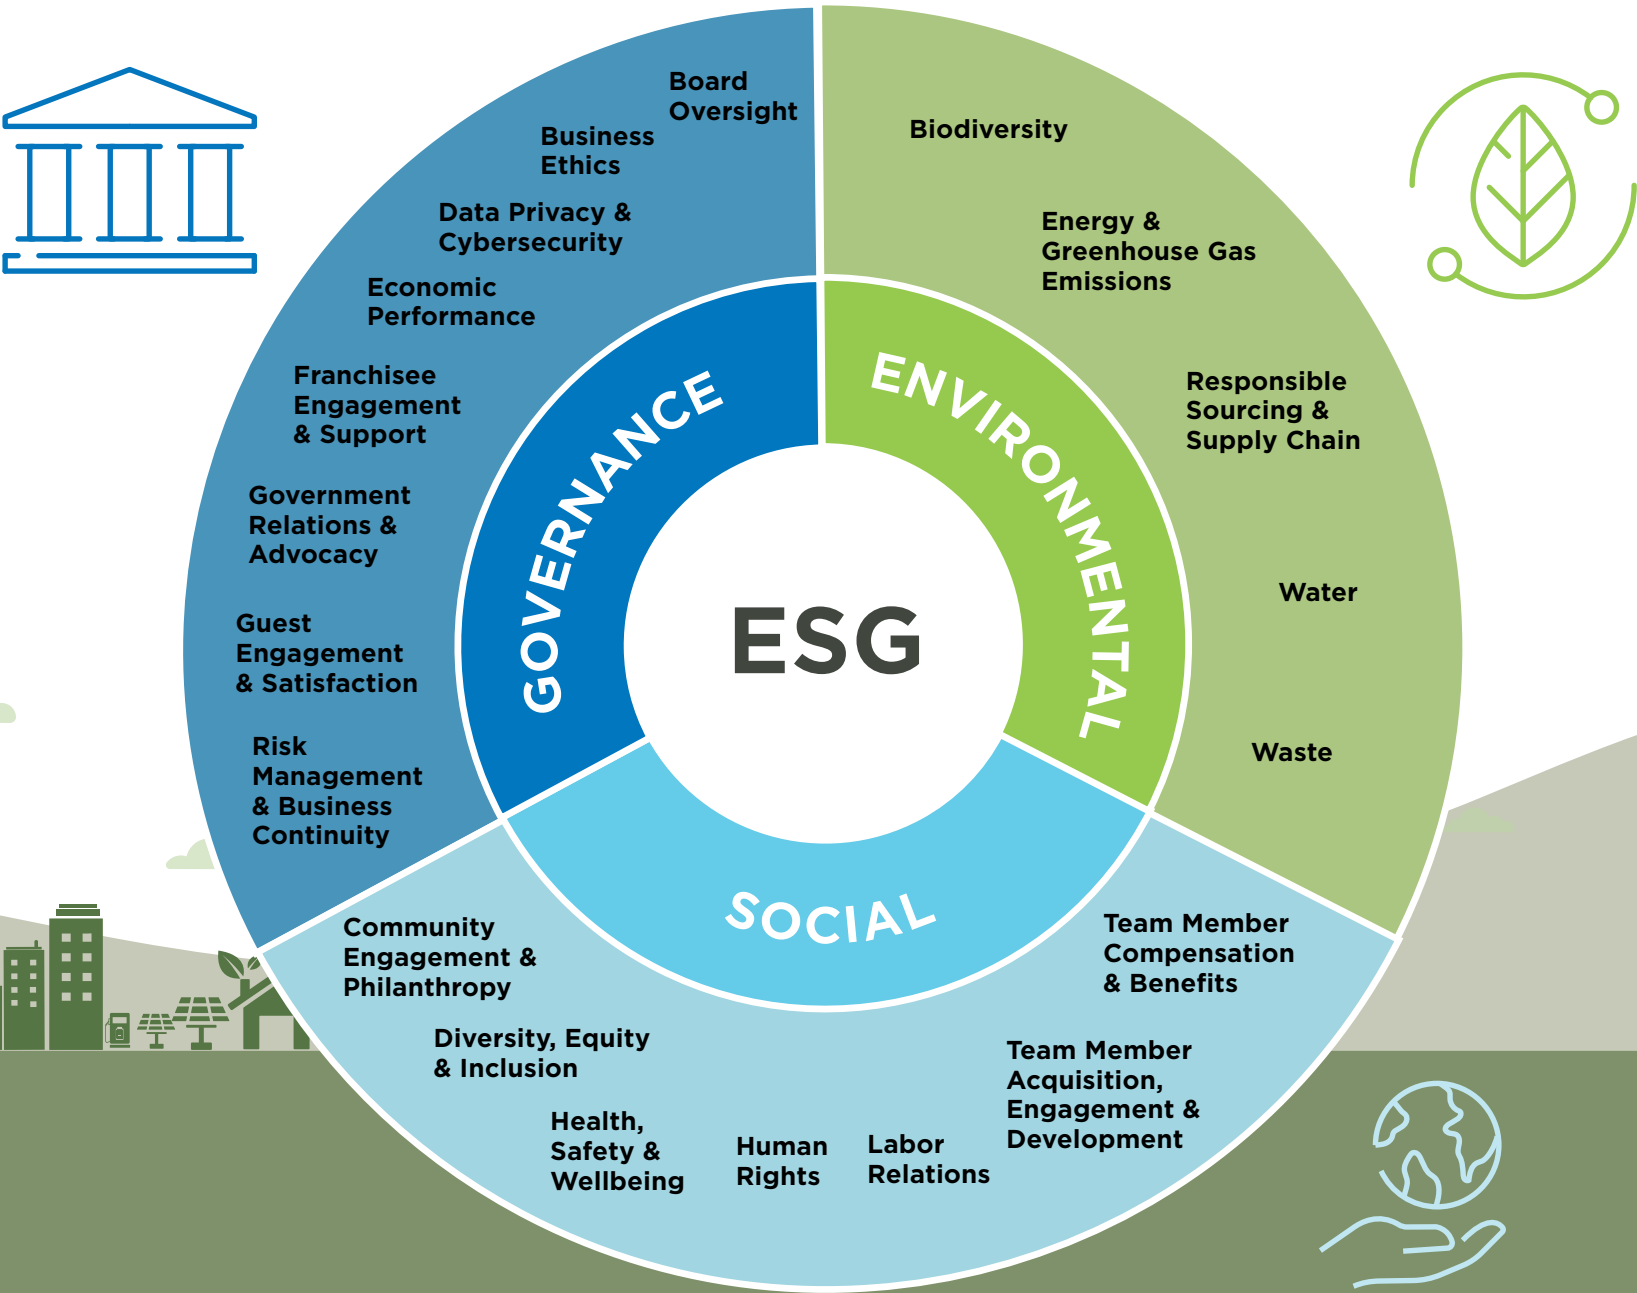 Board
Oversight
Business
Ethics
Data Privacy &
Cybersecurity
Economic
Performance
Franchisee
Engagement
& Support
Government
Relations &
Advocacy
Guest
Engagement
& Satisfaction
Risk
Management
& Business
Continuity
GOVERNANCE
Biodiversity
Energy &
Greenhouse Gas
Emissions
Responsible
Sourcing &
Supply Chain
Water
Waste
ENVIRONMENTAL
ESG
SOCIAL
Community
Engagement &
Philanthropy
Diversity, Equity
& Inclusion
Health,
Safety &
Wellbeing
Human
Rights
Labor
Relations
Team Member
Acquisition,
Engagement &
Development
Team Member
Compensation
& Benefits